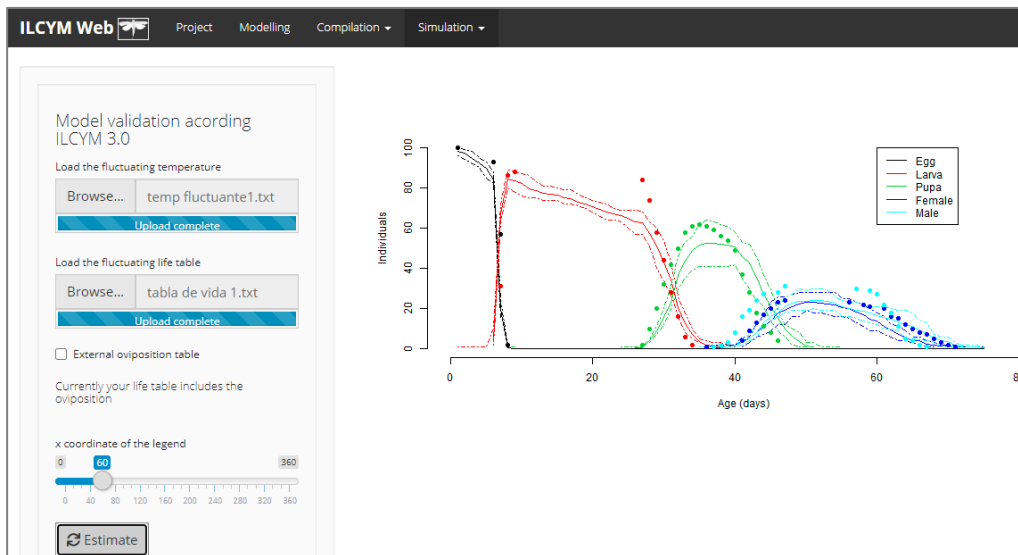 ILCYM Web Project Modelling Compilation Simulation
Model validation acording
ILCYM 3.0
Load the fluctuating temperature
Browse... temp fluctuante1.txt
Upload complete
Load the fluctuating life table
Browse... tabla de vida 1.txt
Upload complete
External oviposition table
Currently your life table includes the
oviposition
x coordinate of the legend
0 60 360
0 40 80 120 160 200 240 280 320 360
Estimate
Individuals
100
80
60
40
20
0
Egg
Larva
Pupa
Female
Male
0 20 40 60 8
Age (days)